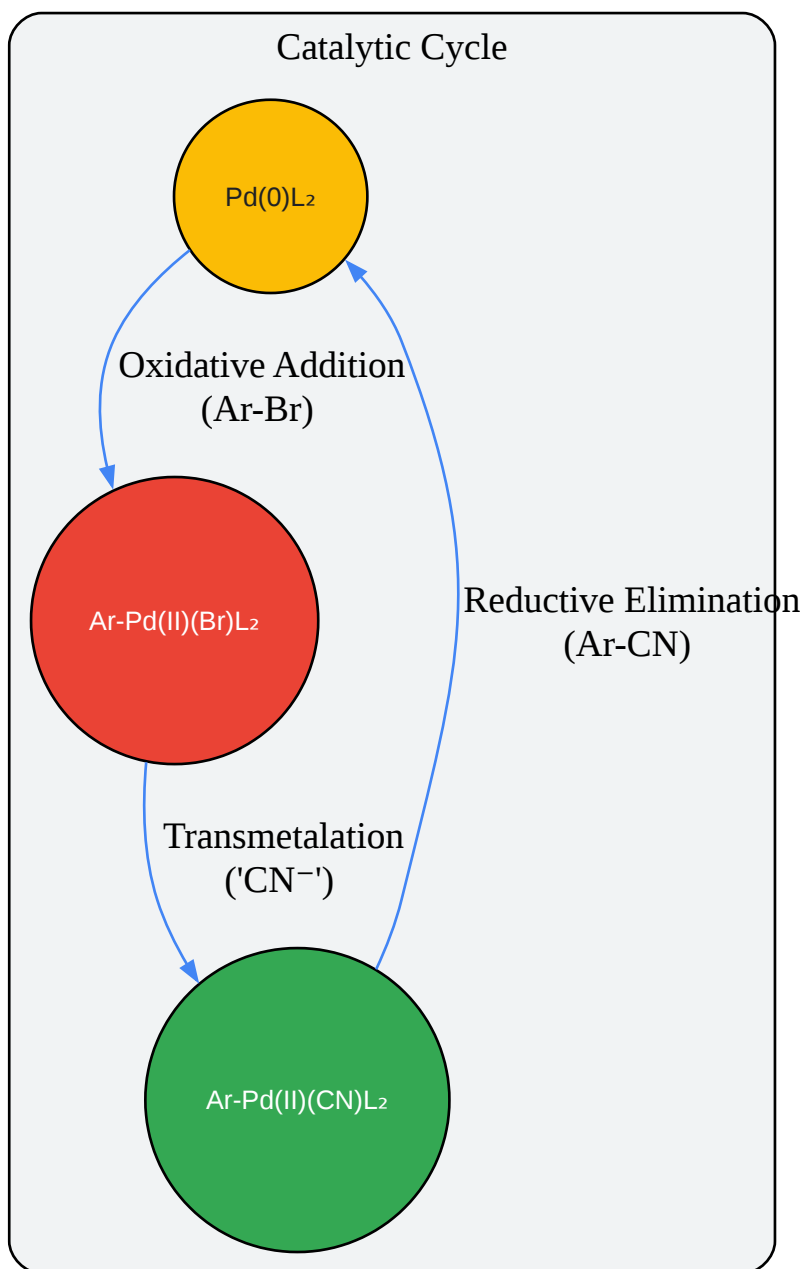 Catalytic Cycle
Pd(0)L₂
Oxidative Addition
(Ar-Br)
Ar-Pd(II)(Br)L₂
Reductive Elimination
(Ar-CN)
Transmetalation
('CN⁻')
Ar-Pd(II)(CN)L₂